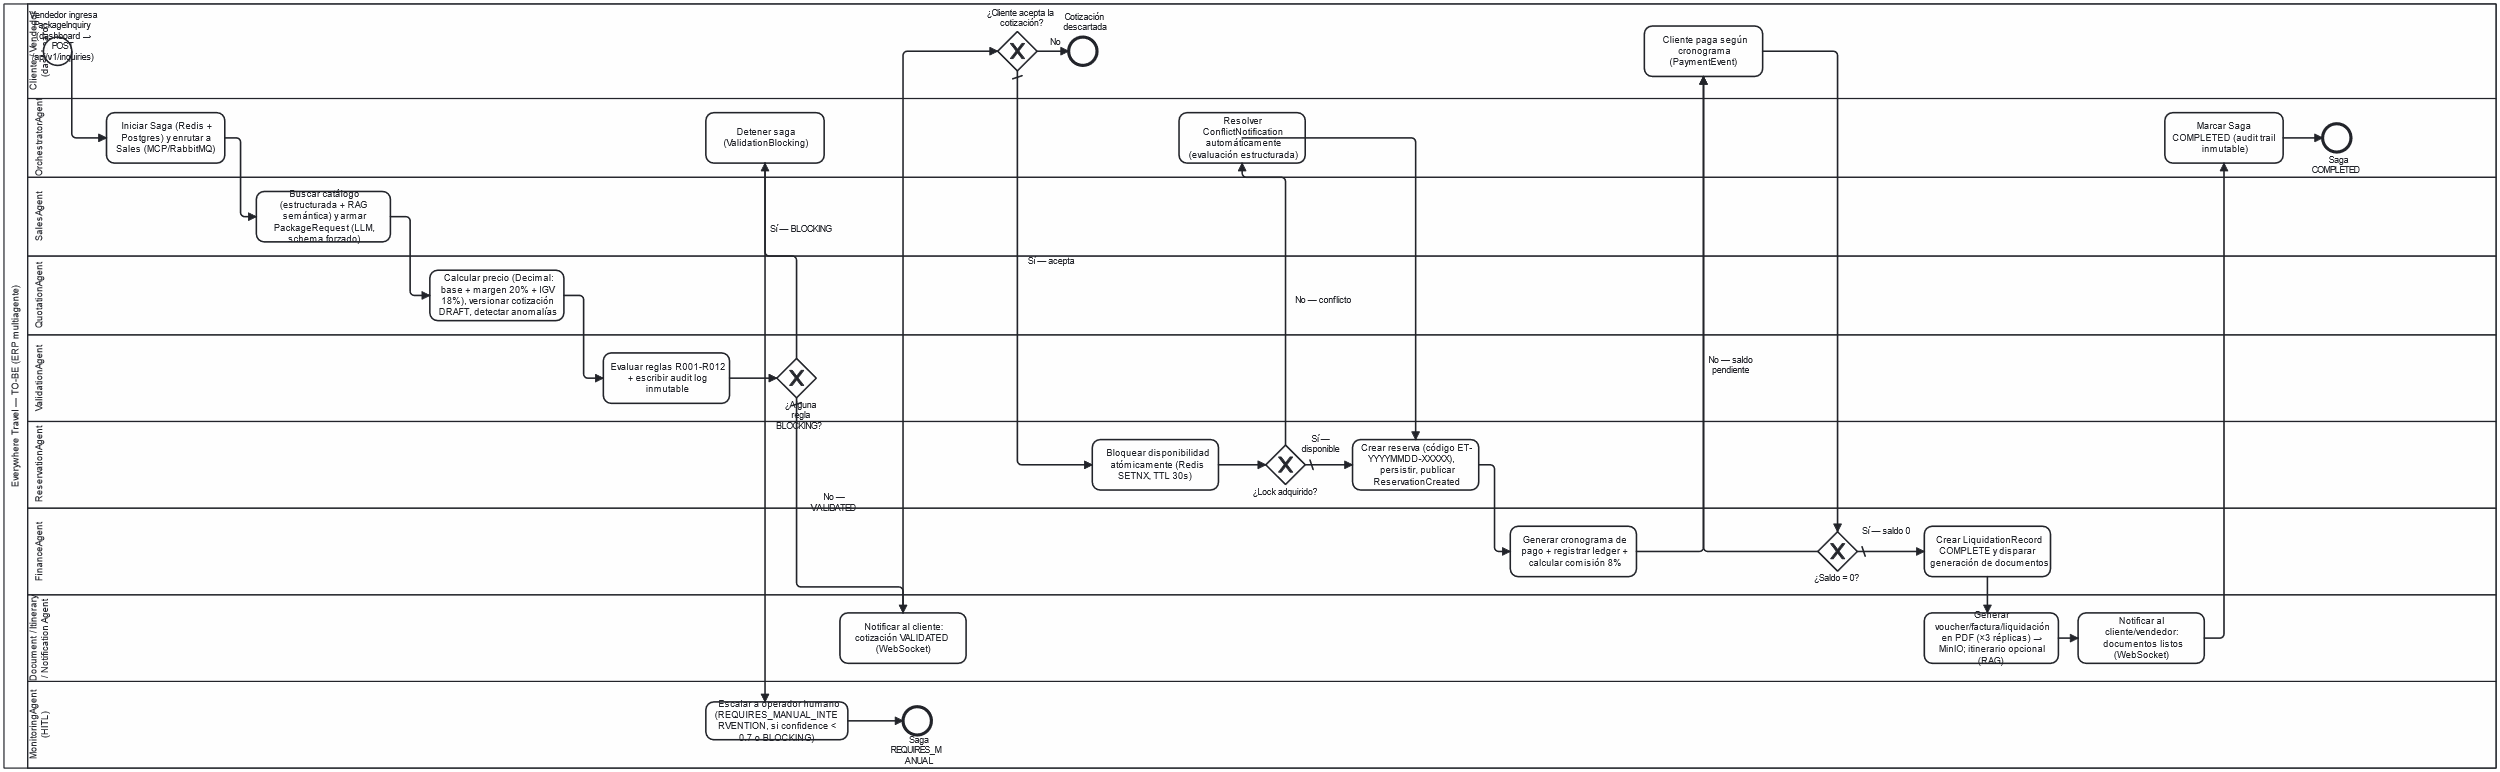 Everywhere Travel — TO-BE (ERP multiagente)
Cliente / Vendedor
Vendedor ingresa
PackageInquiry
(dashboard →
POST
/api/v1/inquiries)
¿Cliente acepta la
cotización?
No
Cotización
descartada
Cliente paga según
cronograma
(PaymentEvent)
OrchestratorAgent
Iniciar Saga (Redis +
Postgres) y enrutar a
Sales (MCP/RabbitMQ)
Detener saga
(ValidationBlocking)
Resolver
ConflictNotification
automáticamente
(evaluación estructurada)
Marcar Saga
COMPLETED (audit trail
inmutable)
Saga
COMPLETED
SalesAgent
Buscar catálogo
(estructurada + RAG
semántica) y armar
PackageRequest (LLM,
schema forzado)
Sí — BLOCKING
QuotationAgent
Calcular precio (Decimal:
base + margen 20% + IGV
18%), versionar cotización
DRAFT, detectar anomalías
Sí — acepta
No — conflicto
ValidationAgent
Evaluar reglas R001-R012
+ escribir audit log
inmutable
¿Alguna
regla
BLOCKING?
No — saldo
pendiente
ReservationAgent
Bloquear disponibilidad
atómicamente (Redis
SETNX, TTL 30s)
¿Lock adquirido?
Sí —
disponible
Crear reserva (código ET-
YYYYMMDD-XXXXX),
persistir, publicar
ReservationCreated
No —
VALIDATED
FinanceAgent
Generar cronograma de
pago + registrar ledger +
calcular comisión 8%
¿Saldo = 0?
Sí — saldo 0
Crear LiquidationRecord
COMPLETE y disparar
generación de documentos
Document / Itinerary
/ Notification Agent
Notificar al cliente:
cotización VALIDATED
(WebSocket)
Generar
voucher/factura/liquidación
en PDF (×3 réplicas) →
MinIO; itinerario opcional
(RAG)
Notificar al
cliente/vendedor:
documentos listos
(WebSocket)
MonitoringAgent
(HITL)
Escalar a operador humano
(REQUIRES_MANUAL_INTE
RVENTION, si confidence <
0.7 o BLOCKING)
Saga
REQUIRES_M
ANUAL